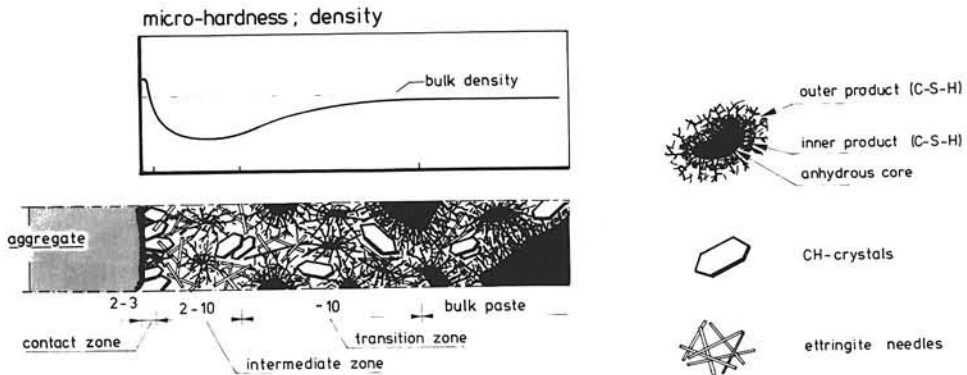 micro-hardness ; density
bulk density
aggregate
2-3
2-10
-10
bulk paste
contact zone
intermediate zone
transition zone
outer product (C-S-H)
inner product (C-S-H)
anhydrous core
CH-crystals
ettringite needles